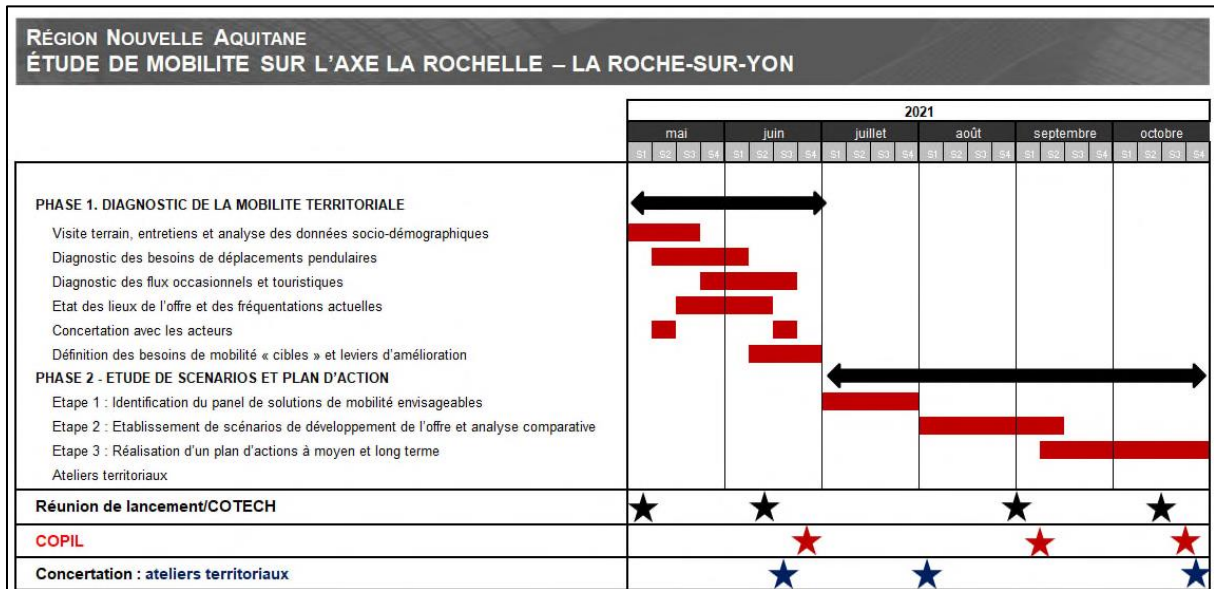 RÉGION NOUVELLE AQUITANE
ÉTUDE DE MOBILITE SUR L'AXE LA ROCHELLE – LA ROCHE-SUR-YON
2021
mai juin juillet août septembre octobre
S1 S2 S3 S4 S1 S2 S3 S4 S1 S2 S3 S4 S1 S2 S3 S4 S1 S2 S3 S4 S1 S2 S3 S4
PHASE 1. DIAGNOSTIC DE LA MOBILITE TERRITORIALE
Visite terrain, entretiens et analyse des données socio-démographiques
Diagnostic des besoins de déplacements pendulaires
Diagnostic des flux occasionnels et touristiques
Etat des lieux de l'offre et des fréquentations actuelles
Concertation avec les acteurs
Définition des besoins de mobilité « cibles » et leviers d'amélioration
PHASE 2 - ETUDE DE SCENARIOS ET PLAN D'ACTION
Etape 1 : Identification du panel de solutions de mobilité envisageables
Etape 2 : Etablissement de scénarios de développement de l'offre et analyse comparative
Etape 3 : Réalisation d'un plan d'actions à moyen et long terme
Ateliers territoriaux
Réunion de lancement/COTECH
COPIL
Concertation : ateliers territoriaux